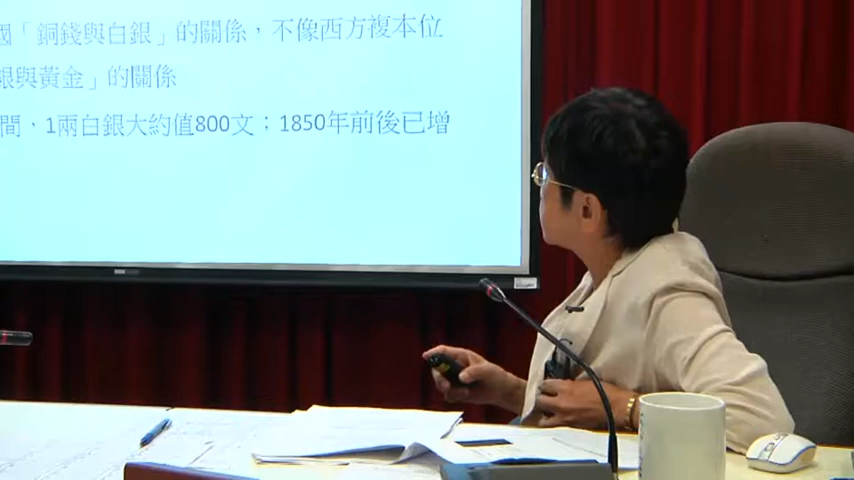 國「銅錢與白銀」的關係，不像西方複本位
銀與黃金」的關係
間，1兩白銀大約值800文；1850年前後已增